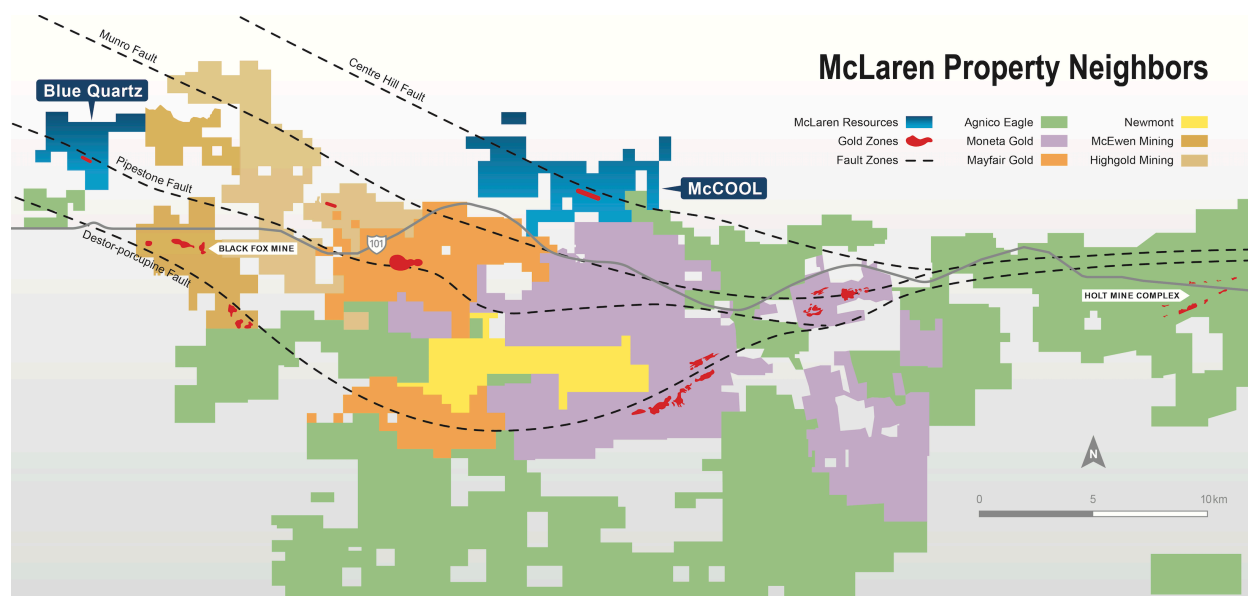 McLaren Property Neighbors
Munro Fault
Centre Hill Fault
Blue Quartz
McLaren Resources
Gold Zones
Fault Zones
Agnico Eagle
Moneta Gold
Mayfair Gold
Newmont
McEwen Mining
Highgold Mining
Pipestone Fault
McCOOL
Destor-porcupine Fault
BLACK FOX MINE
101
HOLT MINE COMPLEX
N
0 5 10km